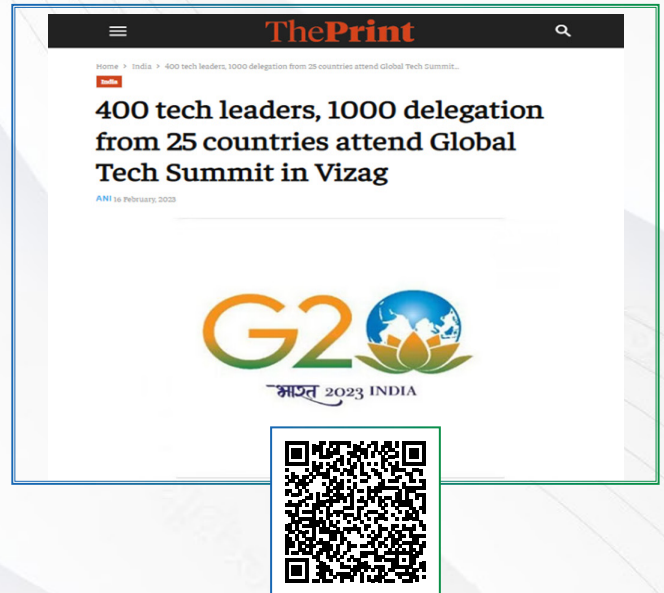 ThePrint
Home > India > 400 tech leaders, 1000 delegation from 25 countries attend Global Tech Summit...
India
400 tech leaders, 1000 delegation
from 25 countries attend Global
Tech Summit in Vizag
ANI 16 February, 2023
G20
भारत 2023 INDIA